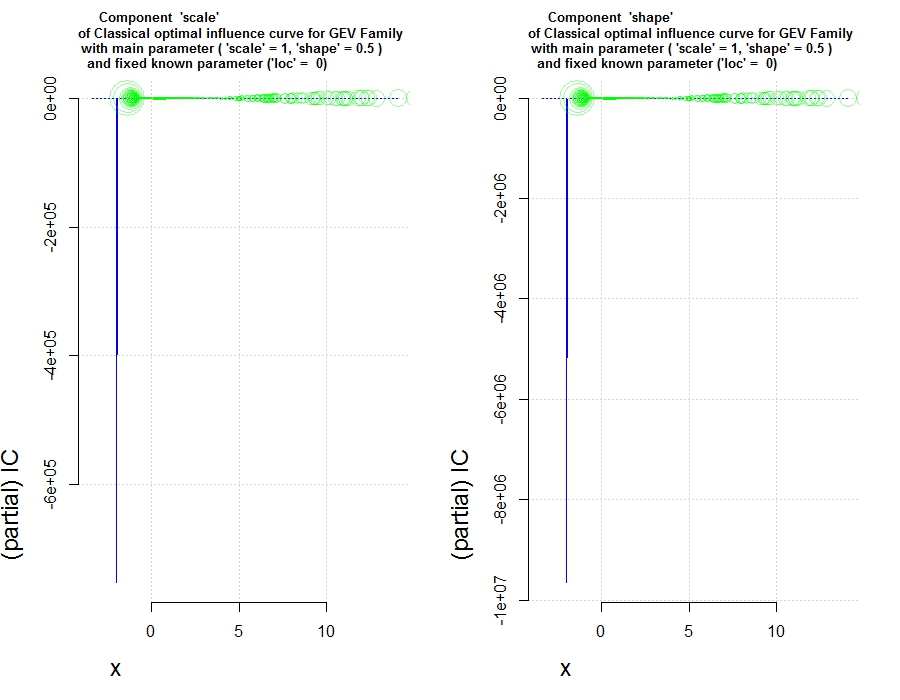 Component 'scale'
of Classical optimal influence curve for GEV Family
with main parameter ( 'scale' = 1, 'shape' = 0.5 )
and fixed known parameter ('loc' = 0)
0e+00
-2e+05
-4e+05
-6e+05
(partial) IC
0
5
10
x
Component 'shape'
of Classical optimal influence curve for GEV Family
with main parameter ( 'scale' = 1, 'shape' = 0.5 )
and fixed known parameter ('loc' = 0)
0e+00
-2e+06
-4e+06
-6e+06
-8e+06
-1e+07
(partial) IC
0
5
10
x